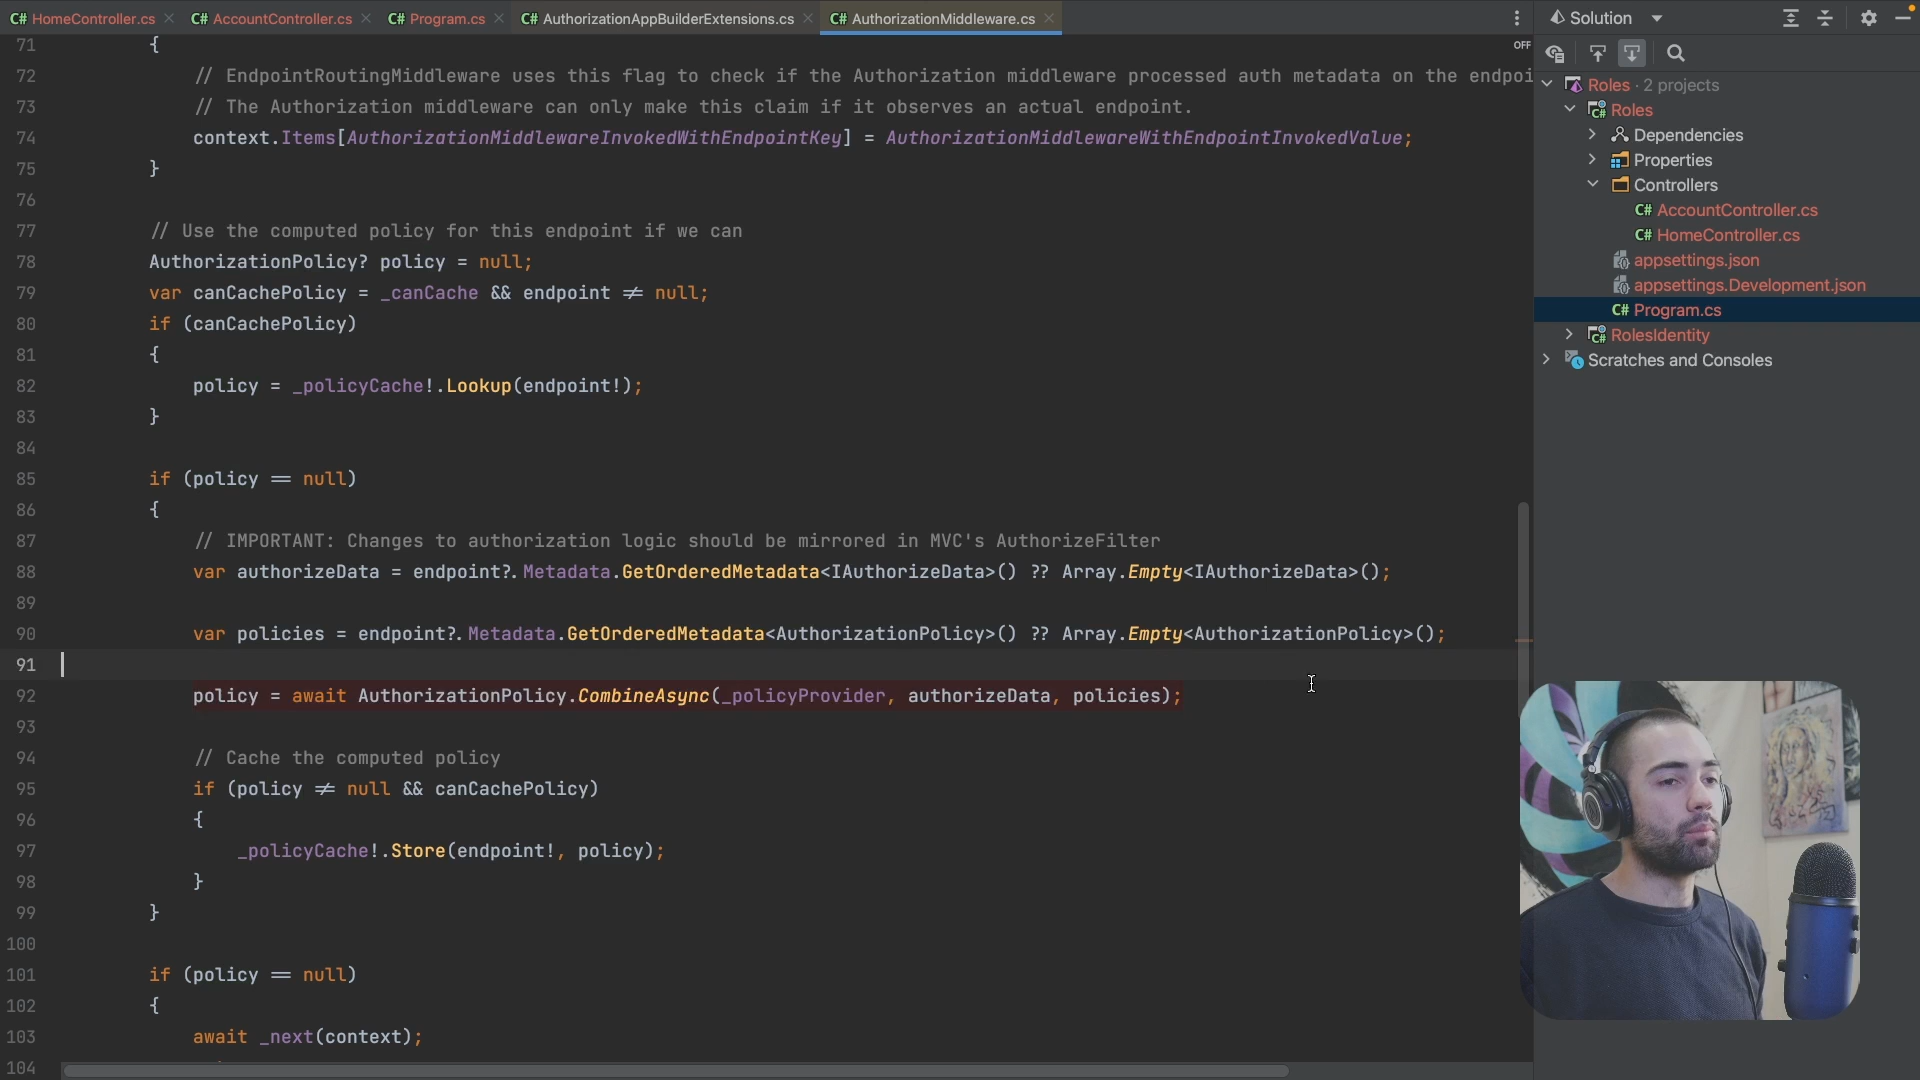 HomeController.cs AccountController.cs Program.cs AuthorizationAppBuilderExtensions.cs AuthorizationMiddleware.cs
Solution
OFF
71 {
72 // EndpointRoutingMiddleware uses this flag to check if the Authorization middleware processed auth metadata on the endpoi
73 // The Authorization middleware can only make this claim if it observes an actual endpoint.
74 context.Items[AuthorizationMiddlewareInvokedWithEndpointKey] = AuthorizationMiddlewareWithEndpointInvokedValue;
75 }
76
77 // Use the computed policy for this endpoint if we can
78 AuthorizationPolicy? policy = null;
79 var canCachePolicy = _canCache && endpoint != null;
80 if (canCachePolicy)
81 {
82 policy = _policyCache!.Lookup(endpoint!);
83 }
84
85 if (policy == null)
86 {
87 // IMPORTANT: Changes to authorization logic should be mirrored in MVC's AuthorizeFilter
88 var authorizeData = endpoint?.Metadata.GetOrderedMetadata<IAuthorizeData>() ?? Array.Empty<IAuthorizeData>();
89
90 var policies = endpoint?.Metadata.GetOrderedMetadata<AuthorizationPolicy>() ?? Array.Empty<AuthorizationPolicy>();
91
92 policy = await AuthorizationPolicy.CombineAsync(_policyProvider, authorizeData, policies);
93
94 // Cache the computed policy
95 if (policy != null && canCachePolicy)
96 {
97 _policyCache!.Store(endpoint!, policy);
98 }
99 }
100
101 if (policy == null)
102 {
103 await _next(context);
104
Roles · 2 projects
Roles
Dependencies
Properties
Controllers
C# AccountController.cs
C# HomeController.cs
appsettings.json
appsettings.Development.json
C# Program.cs
RolesIdentity
Scratches and Consoles